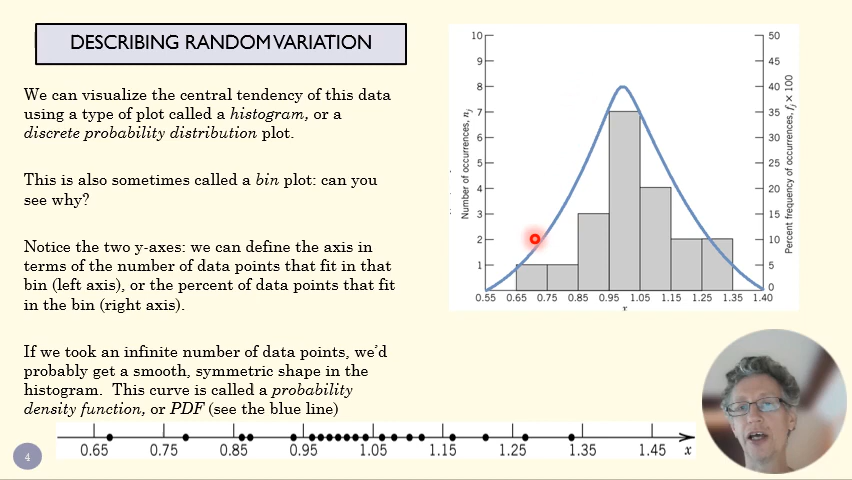 DESCRIBING RANDOM VARIATION
We can visualize the central tendency of this data
using a type of plot called a histogram, or a
discrete probability distribution plot.
This is also sometimes called a bin plot: can you
see why?
Notice the two y-axes: we can define the axis in
terms of the number of data points that fit in that
bin (left axis), or the percent of data points that fit
in the bin (right axis).
If we took an infinite number of data points, we'd
probably get a smooth, symmetric shape in the
histogram. This curve is called a probability
density function, or PDF (see the blue line)
Number of occurrences, nj
10
9
8
7
6
5
4
3
2
1
0.55 0.65 0.75 0.85 0.95 1.05 1.15 1.25 1.35 1.40
x
50
45
40
35
30
25
20
15
10
5
0
Percent frequency of occurrences, fj × 100
0.65 0.75 0.85 0.95 1.05 1.15 1.25 1.35 1.45 x
4